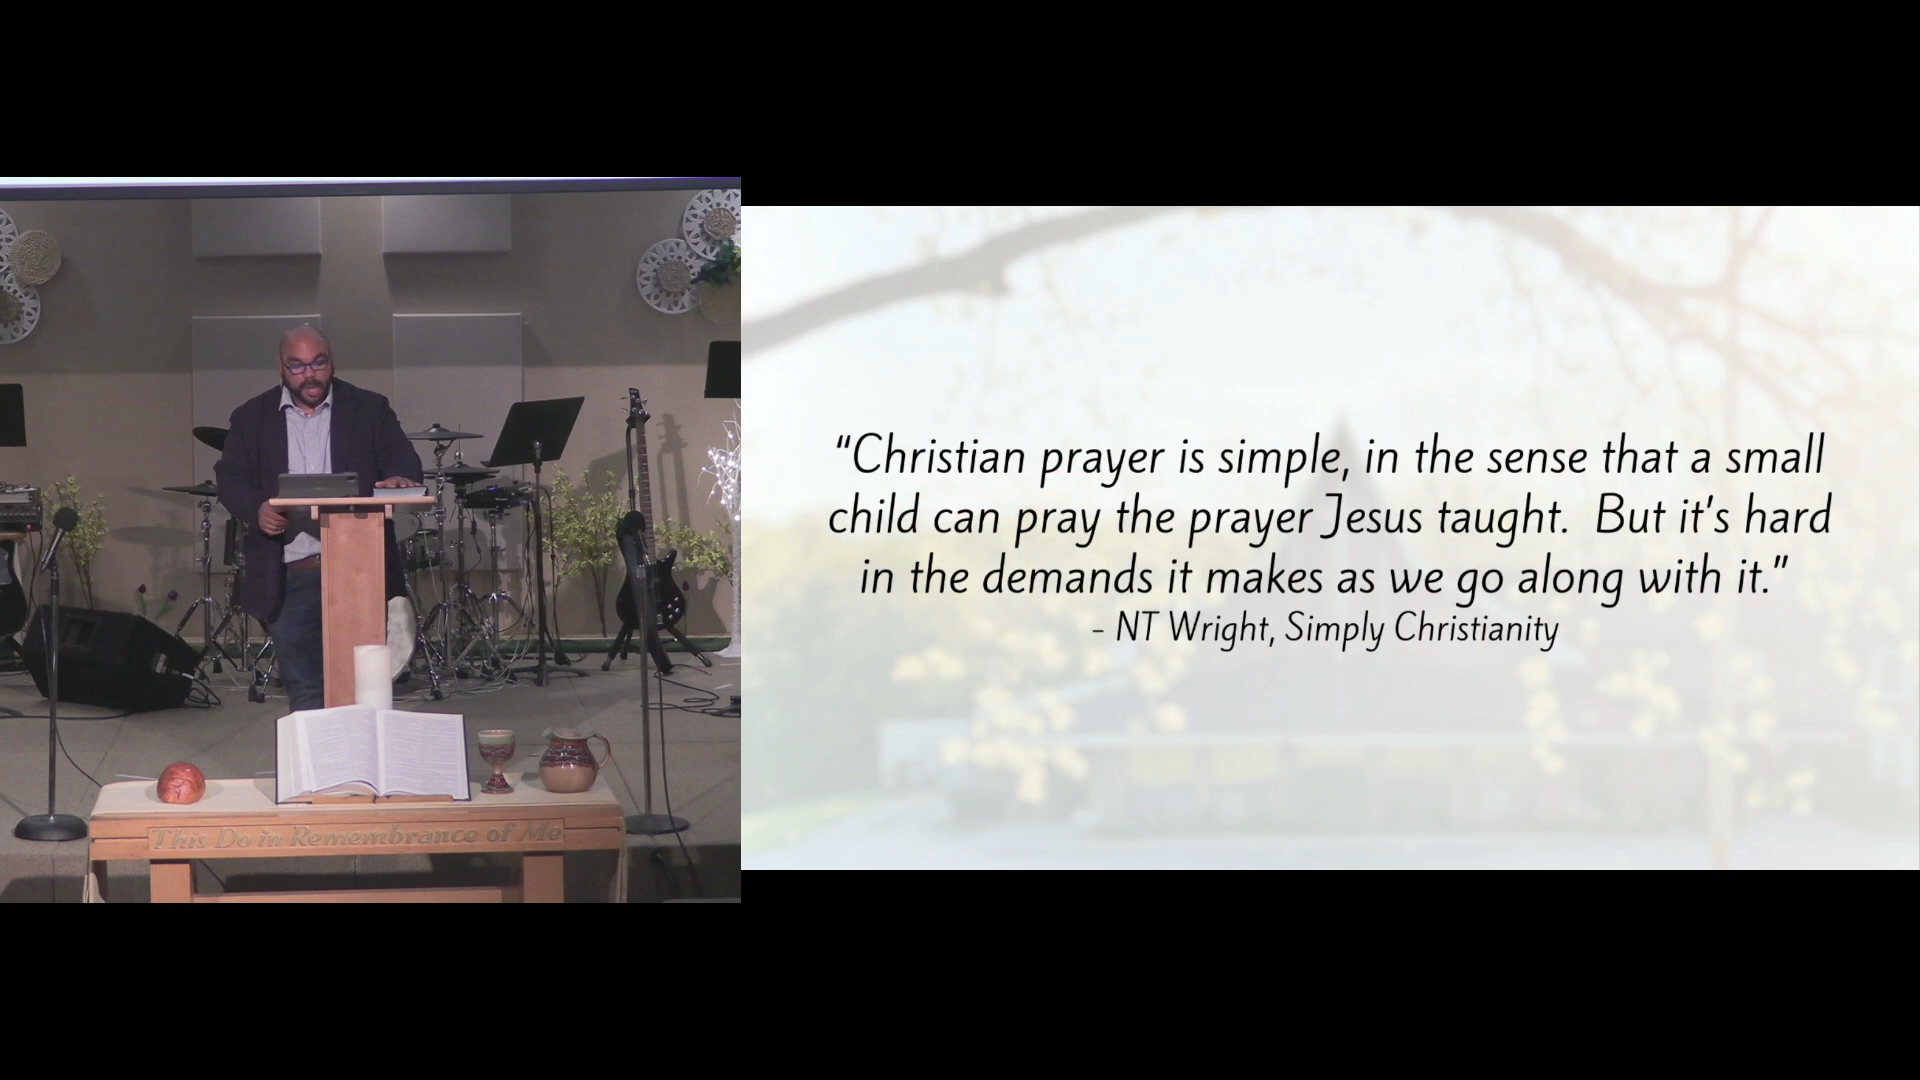 “Christian prayer is simple, in the sense that a small
child can pray the prayer Jesus taught.  But it’s hard
in the demands it makes as we go along with it.”
- NT Wright, Simply Christianity
This Do in Remembrance of Me